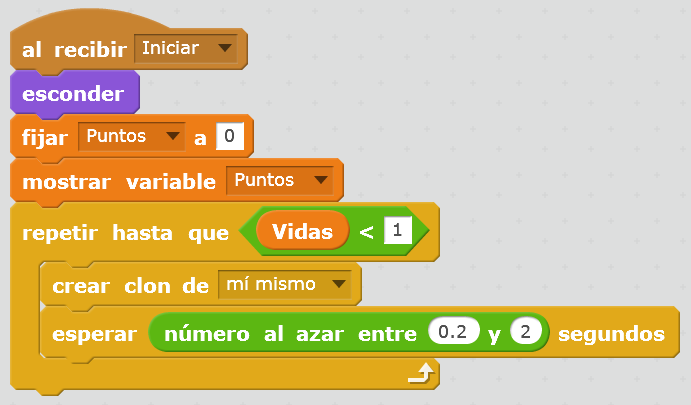 al recibir Iniciar
esconder
fijar Puntos a 0
mostrar variable Puntos
repetir hasta que Vidas < 1
crear clon de mí mismo
esperar número al azar entre 0.2 y 2 segundos